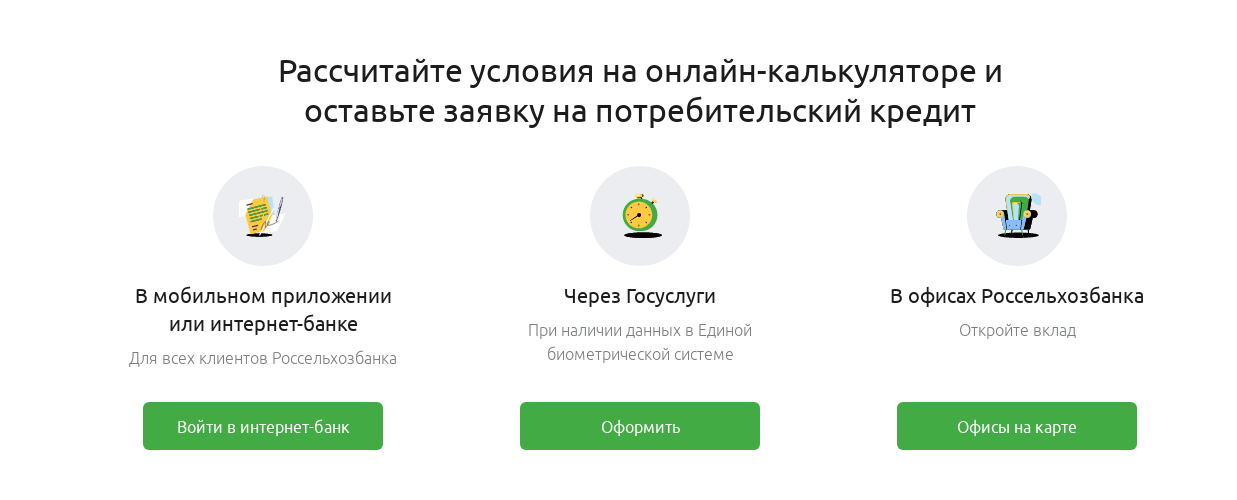 Рассчитайте условия на онлайн-калькуляторе и
оставьте заявку на потребительский кредит
В мобильном приложении
или интернет-банке
Для всех клиентов Россельхозбанка
Войти в интернет-банк
Через Госуслуги
При наличии данных в Единой
биометрической системе
Оформить
В офисах Россельхозбанка
Откройте вклад
Офисы на карте